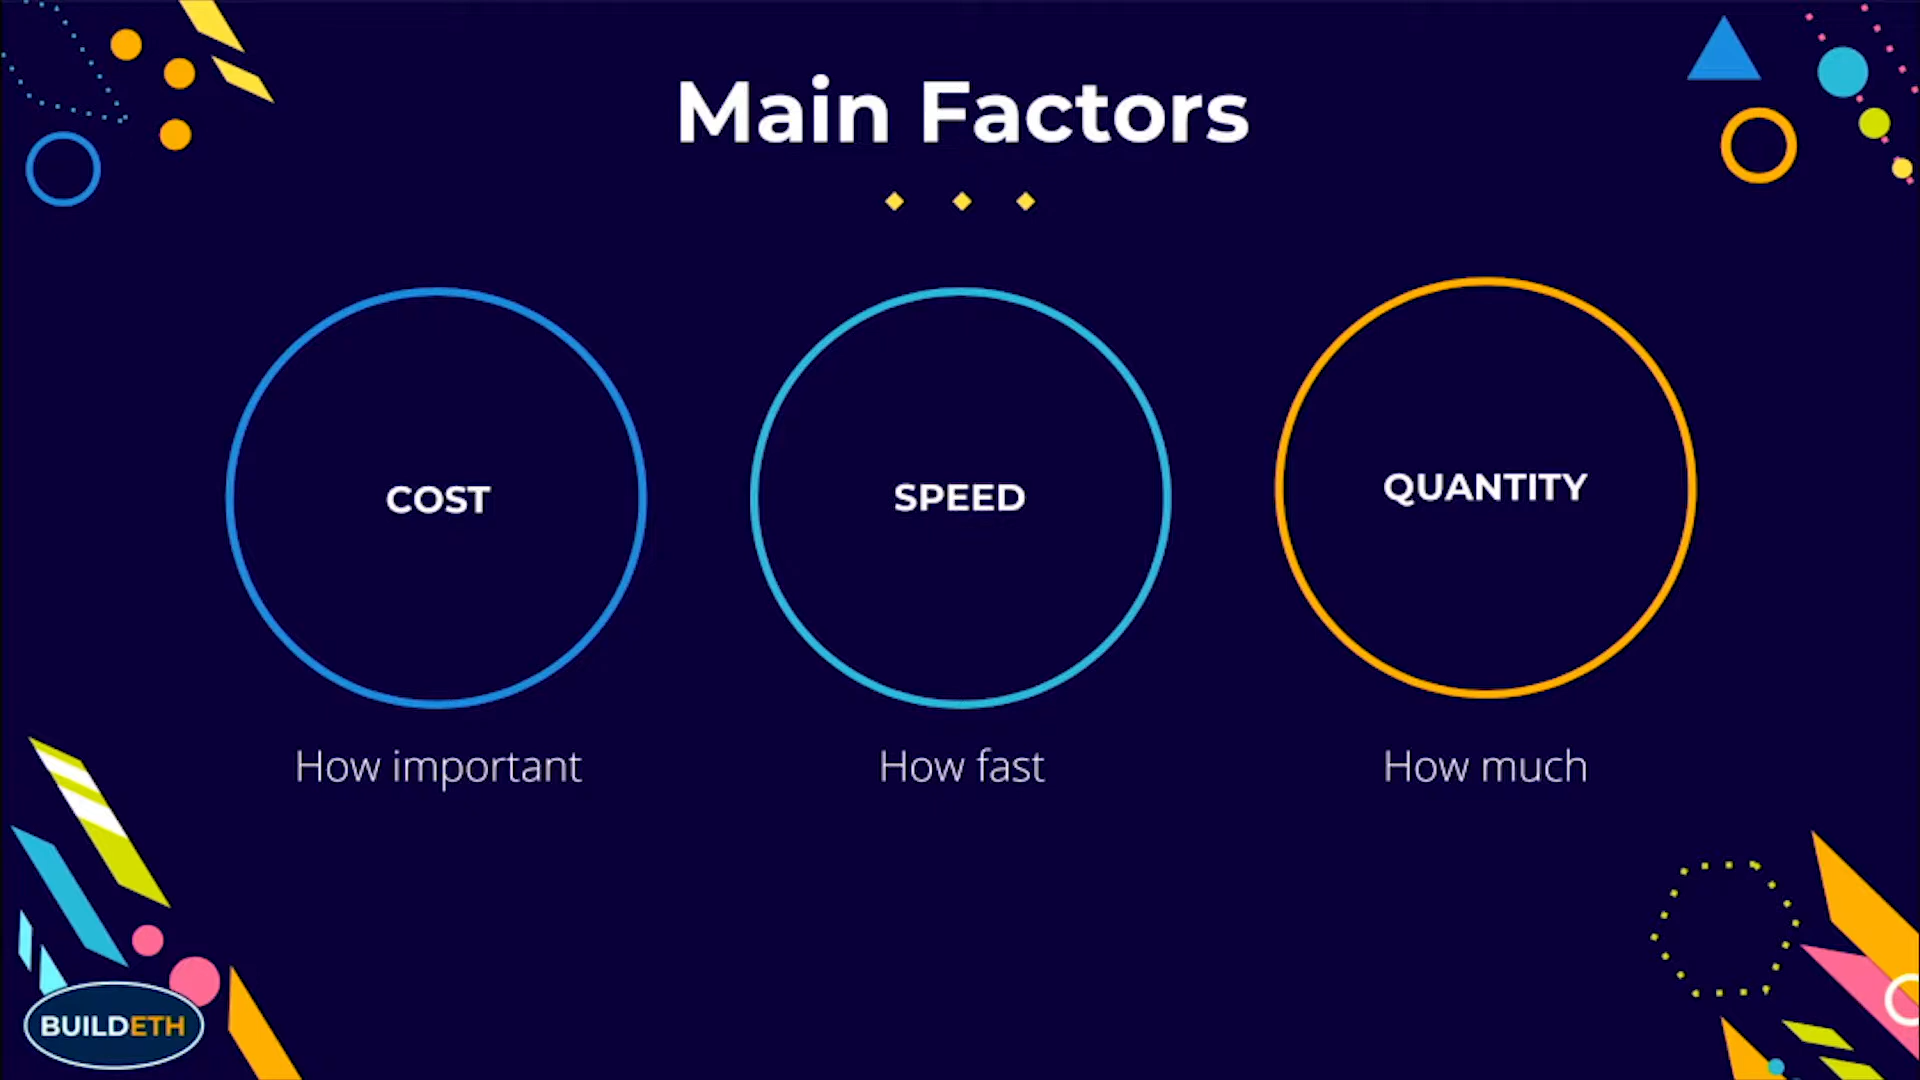 Main Factors
COST
SPEED
QUANTITY
How important
How fast
How much
BUILDETH